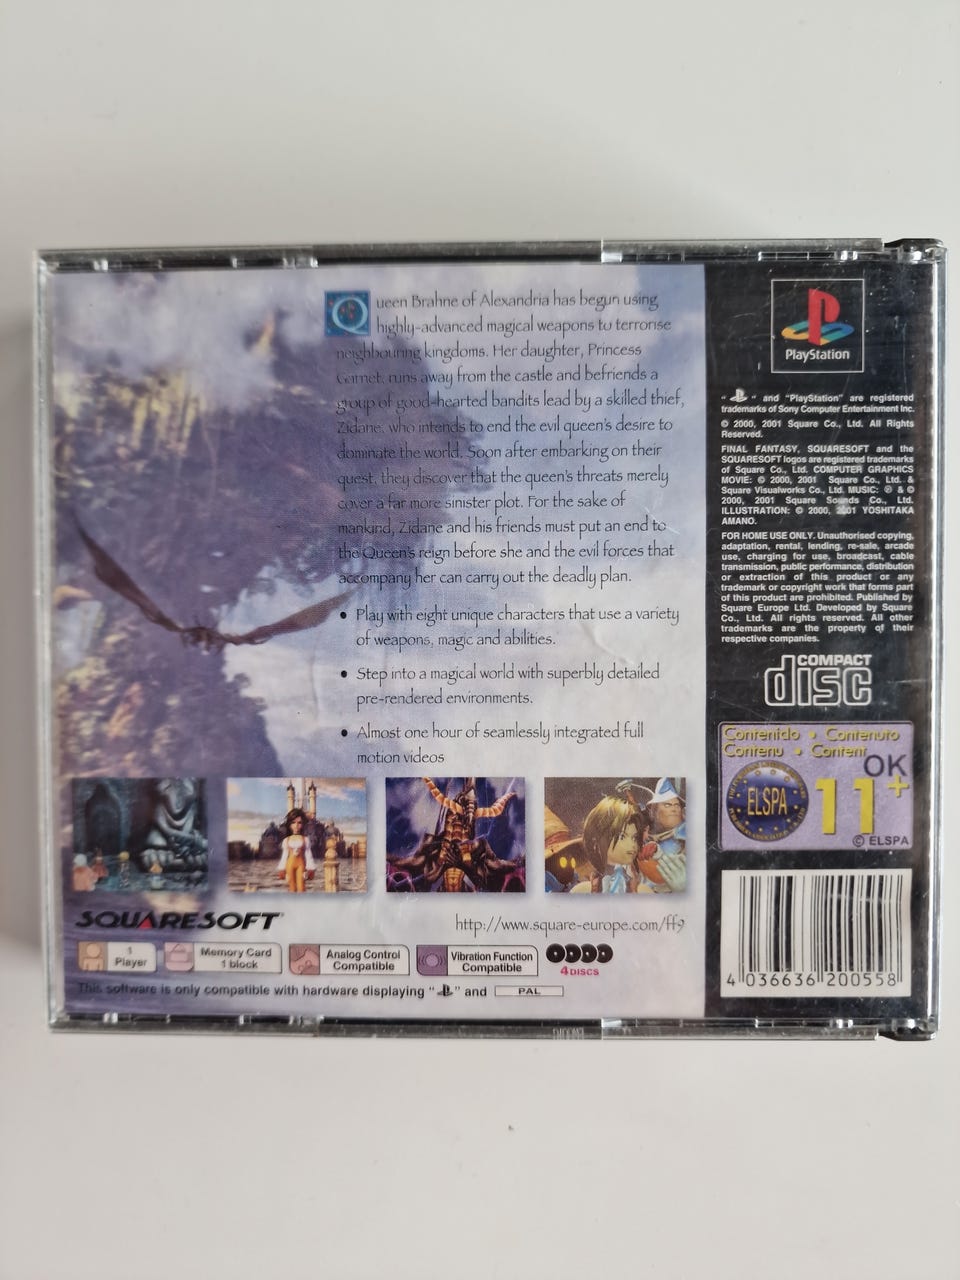 Queen Brahne of Alexandria has begun using
highly-advanced magical weapons to terrorise
neighbouring kingdoms. Her daughter, Princess
Garnet, runs away from the castle and befriends a
group of good-hearted bandits lead by a skilled thief,
Zidane, who intends to end the evil queen's desire to
dominate the world. Soon after embarking on their
quest, they discover that the queen's threats merely
cover a far more sinister plot. For the sake of
mankind, Zidane and his friends must put an end to
the Queen's reign before she and the evil forces that
accompany her can carry out the deadly plan.
• Play with eight unique characters that use a variety
of weapons, magic and abilities.
• Step into a magical world with superbly detailed
pre-rendered environments.
• Almost one hour of seamlessly integrated full
motion videos
SQUARESOFT
http://www.square-europe.com/ff9
1
Player
Memory Card
1 block
Analog Control
Compatible
Vibration Function
Compatible
4 DISCS
This software is only compatible with hardware displaying " " and PAL
PlayStation
" " and "PlayStation" are registered
trademarks of Sony Computer Entertainment Inc.
© 2000, 2001 Square Co., Ltd. All Rights
Reserved.
FINAL FANTASY, SQUARESOFT and the
SQUARESOFT logos are registered trademarks
of Square Co., Ltd. COMPUTER GRAPHICS
MOVIE: © 2000, 2001 Square Co., Ltd. &
Square Visualworks Co., Ltd. MUSIC: ℗ & ©
2000, 2001 Square Sounds Co., Ltd.
ILLUSTRATION: © 2000, 2001 YOSHITAKA
AMANO.
FOR HOME USE ONLY. Unauthorised copying,
adaptation, rental, lending, re-sale, arcade
use, charging for use, broadcast, cable
transmission, public performance, distribution
or extraction of this product or any
trademark or copyright work that forms part
of this product are prohibited. Published by
Square Europe Ltd. Developed by Square
Co., Ltd. All rights reserved. All other
trademarks are the property of their
respective companies.
COMPACT
disc
Contenido • Contenuto
Contenu • Content
OK
ELSPA
11+
© ELSPA
4 036636 200558